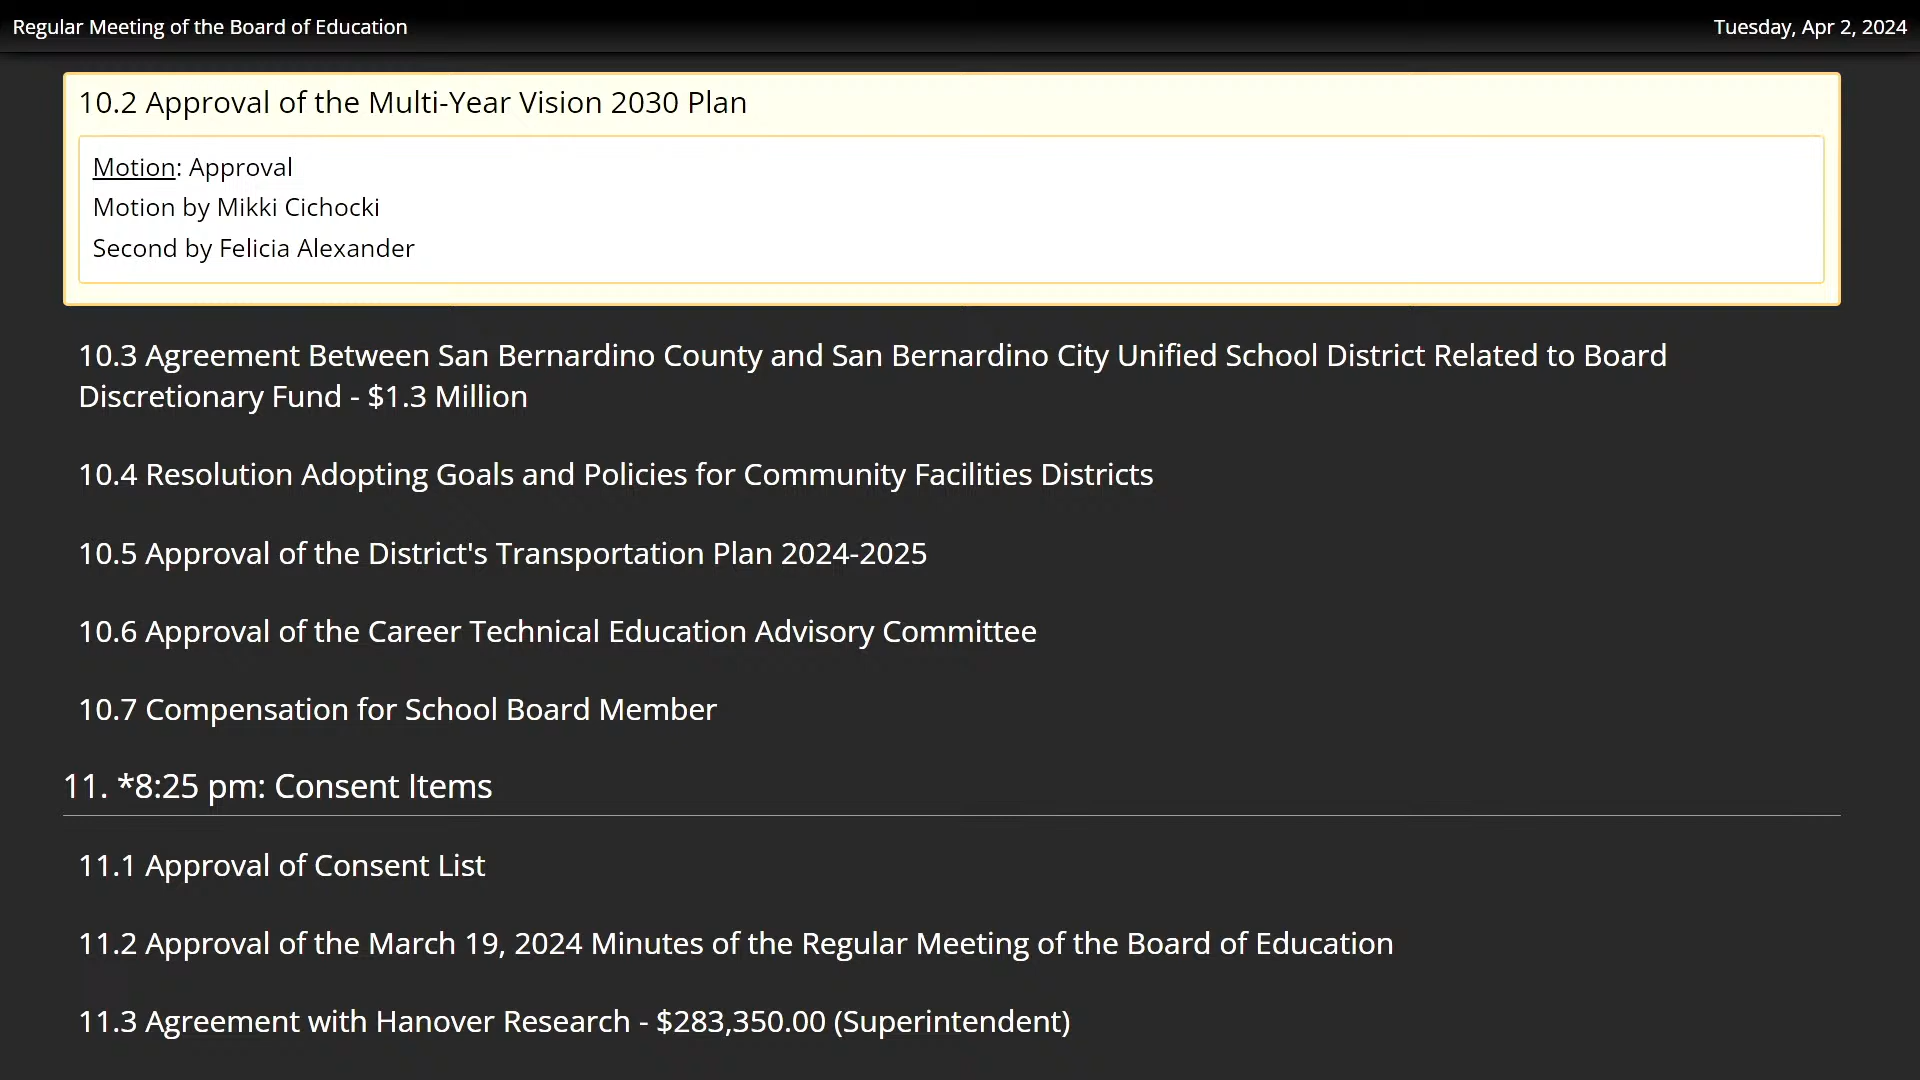 Regular Meeting of the Board of Education
Tuesday, Apr 2, 2024
10.2 Approval of the Multi-Year Vision 2030 Plan
Motion: Approval
Motion by Mikki Cichocki
Second by Felicia Alexander
10.3 Agreement Between San Bernardino County and San Bernardino City Unified School District Related to Board
Discretionary Fund - $1.3 Million
10.4 Resolution Adopting Goals and Policies for Community Facilities Districts
10.5 Approval of the District's Transportation Plan 2024-2025
10.6 Approval of the Career Technical Education Advisory Committee
10.7 Compensation for School Board Member
11. *8:25 pm: Consent Items
11.1 Approval of Consent List
11.2 Approval of the March 19, 2024 Minutes of the Regular Meeting of the Board of Education
11.3 Agreement with Hanover Research - $283,350.00 (Superintendent)